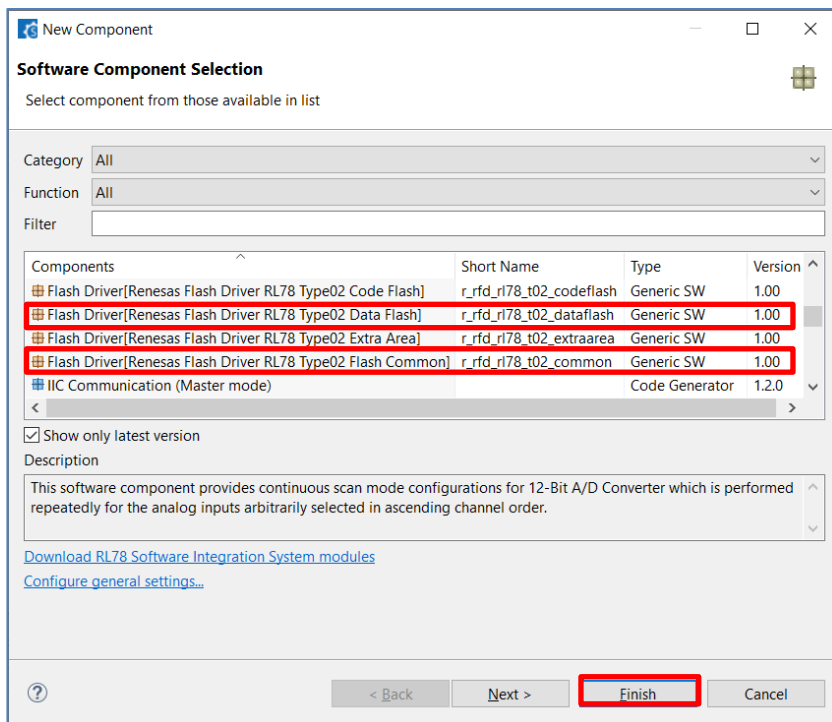 New Component
Software Component Selection
Select component from those available in list
Category All
Function All
Filter
Components Short Name Type Version
Flash Driver[Renesas Flash Driver RL78 Type02 Code Flash] r_rfd_rl78_t02_codeflash Generic SW 1.00
Flash Driver[Renesas Flash Driver RL78 Type02 Data Flash] r_rfd_rl78_t02_dataflash Generic SW 1.00
Flash Driver[Renesas Flash Driver RL78 Type02 Extra Area] r_rfd_rl78_t02_extraarea Generic SW 1.00
Flash Driver[Renesas Flash Driver RL78 Type02 Flash Common] r_rfd_rl78_t02_common Generic SW 1.00
IIC Communication (Master mode) Code Generator 1.2.0
Show only latest version
Description
This software component provides continuous scan mode configurations for 12-Bit A/D Converter which is performed
repeatedly for the analog inputs arbitrarily selected in ascending channel order.
Download RL78 Software Integration System modules
Configure general settings...
? < Back Next > Finish Cancel